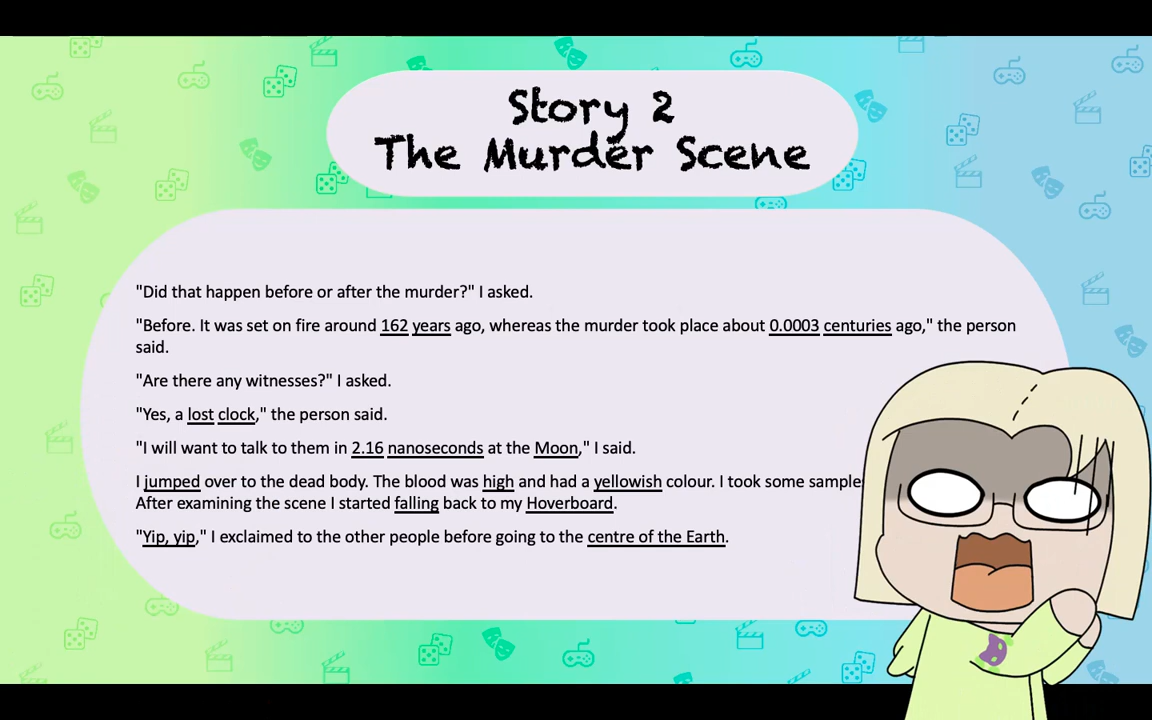 Story 2
The Murder Scene
"Did that happen before or after the murder?" I asked.
"Before. It was set on fire around 162 years ago, whereas the murder took place about 0.0003 centuries ago," the person
said.
"Are there any witnesses?" I asked.
"Yes, a lost clock," the person said.
"I will want to talk to them in 2.16 nanoseconds at the Moon," I said.
I jumped over to the dead body. The blood was high and had a yellowish colour. I took some
After examining the scene I started falling back to my Hoverboard.
"Yip, yip," I exclaimed to the other people before going to the centre of the Earth.